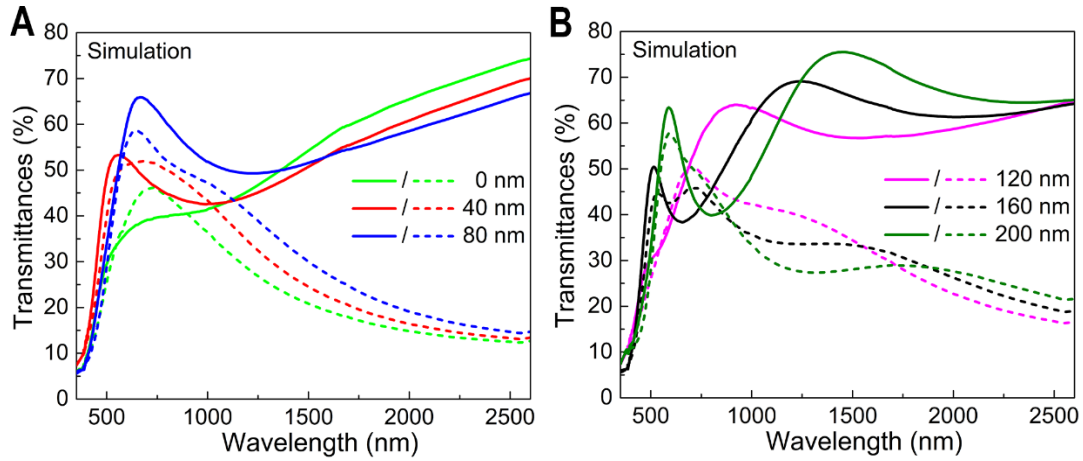 A
Simulation
80
70
60
50
40
30
20
10
0
Transmittances (%)
/ 0 nm
/ 40 nm
/ 80 nm
500 1000 1500 2000 2500
Wavelength (nm)
B
Simulation
80
70
60
50
40
30
20
10
0
Transmittances (%)
/ 120 nm
/ 160 nm
/ 200 nm
500 1000 1500 2000 2500
Wavelength (nm)